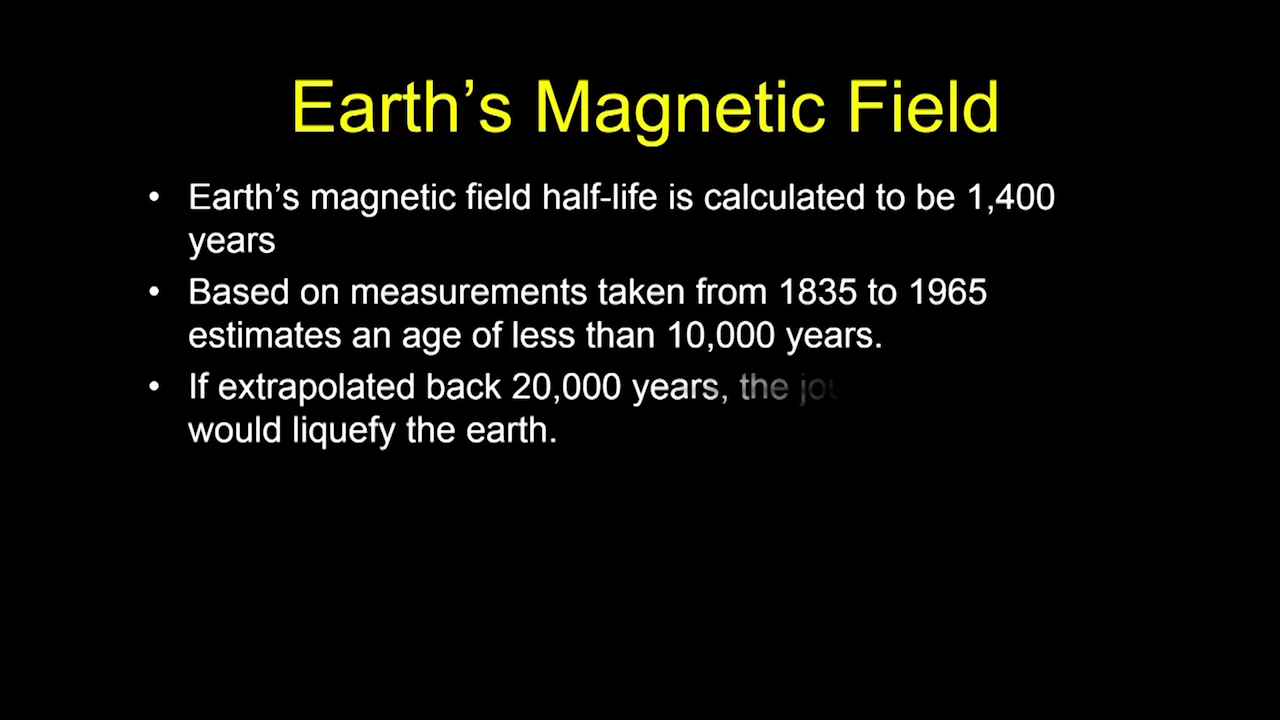 Earth's Magnetic Field
• Earth's magnetic field half-life is calculated to be 1,400
years
• Based on measurements taken from 1835 to 1965
estimates an age of less than 10,000 years.
• If extrapolated back 20,000 years, the
would liquefy the earth.